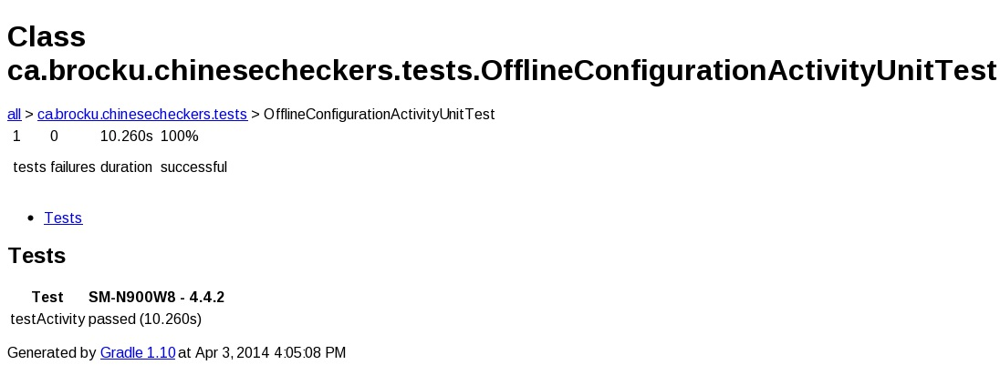 Class
ca.brocku.chinesecheckers.tests.OfflineConfigurationActivityUnitTest
all > ca.brocku.chinesecheckers.tests > OfflineConfigurationActivityUnitTest
1 0 10.260s 100%
tests failures duration successful
• Tests
Tests
Test SM-N900W8 - 4.4.2
testActivity passed (10.260s)
Generated by Gradle 1.10 at Apr 3, 2014 4:05:08 PM